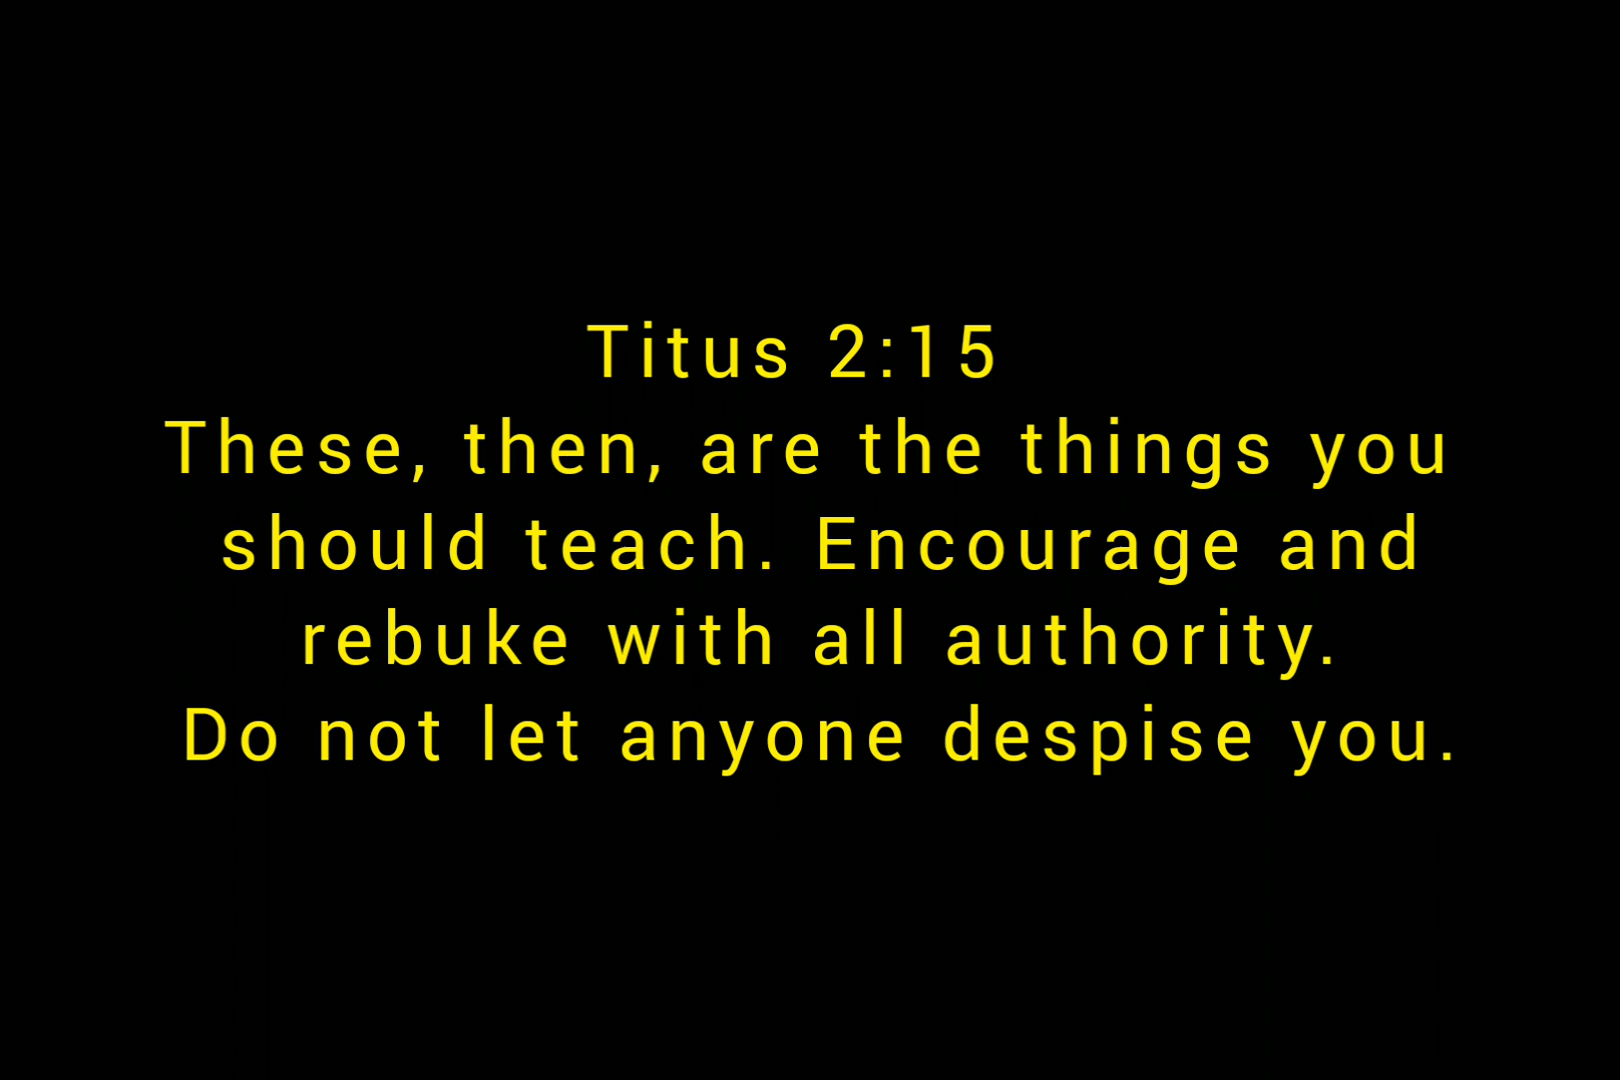 Titus 2:15
These, then, are the things you
should teach. Encourage and
rebuke with all authority.
Do not let anyone despise you.